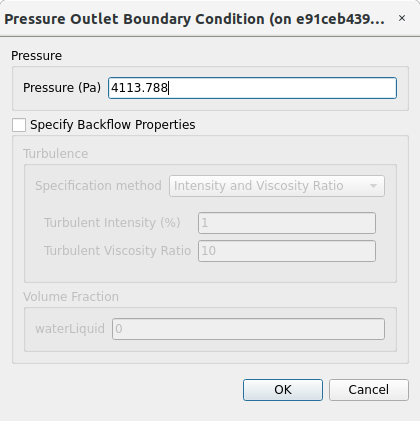 Pressure Outlet Boundary Condition (on e91ceb439... ×
Pressure
Pressure (Pa) 4113.788
Specify Backflow Properties
Turbulence
Specification method Intensity and Viscosity Ratio
Turbulent Intensity (%) 1
Turbulent Viscosity Ratio 10
Volume Fraction
waterLiquid 0
OK Cancel